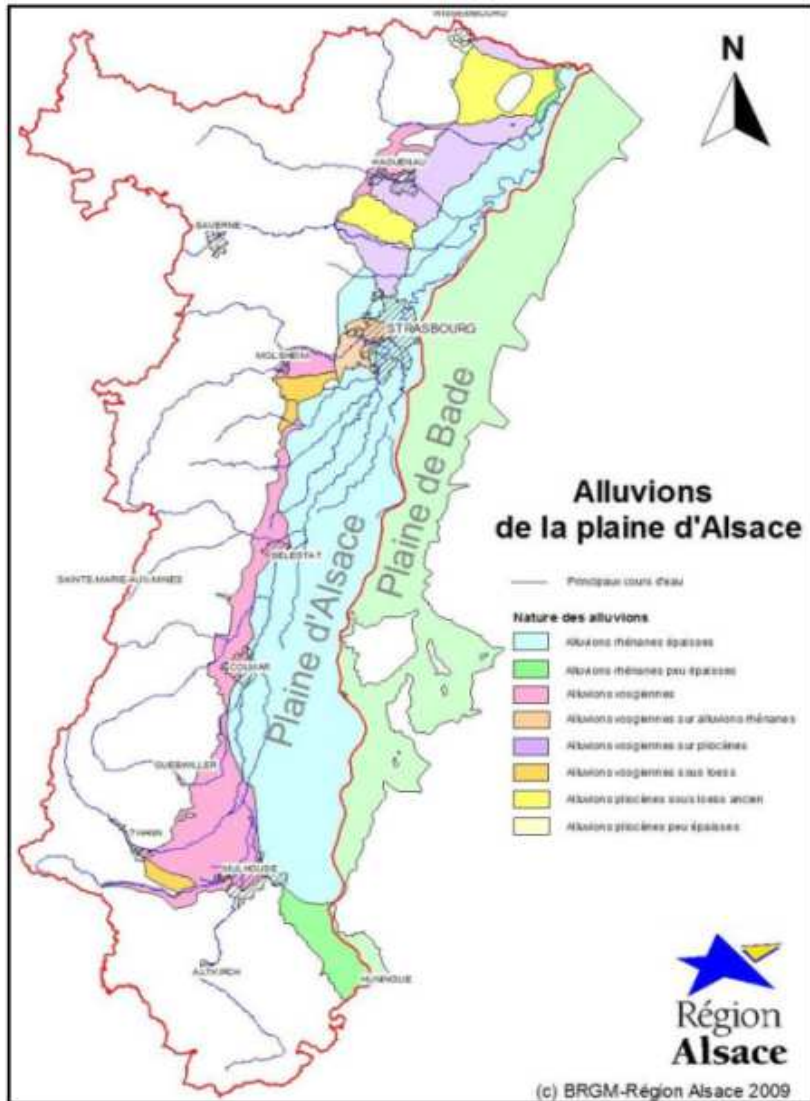 WISSEMBOURG
N
HAGUENAU
SAVERNE
STRASBOURG
MOLSHEIM
Plaine de Bade
Alluvions
de la plaine d'Alsace
Principaux cours d'eau
SELESTAT
SAINTE-MARIE-AUX-MINES
Nature des alluvions
Alluvions rhénanes épaisses
Alluvions rhénanes peu épaisses
Plaine d'Alsace
COLMAR
Alluvions vosgiennes
Alluvions vosgiennes sur alluvions rhénanes
Alluvions vosgiennes sur pliocènes
GUEBWILLER
Alluvions vosgiennes sous loess
Alluvions pliocènes sous loess ancien
THANN
Alluvions pliocènes peu épaisses
MULHOUSE
ALTKIRCH
HUNINGUE
Région
Alsace
(c) BRGM-Région Alsace 2009